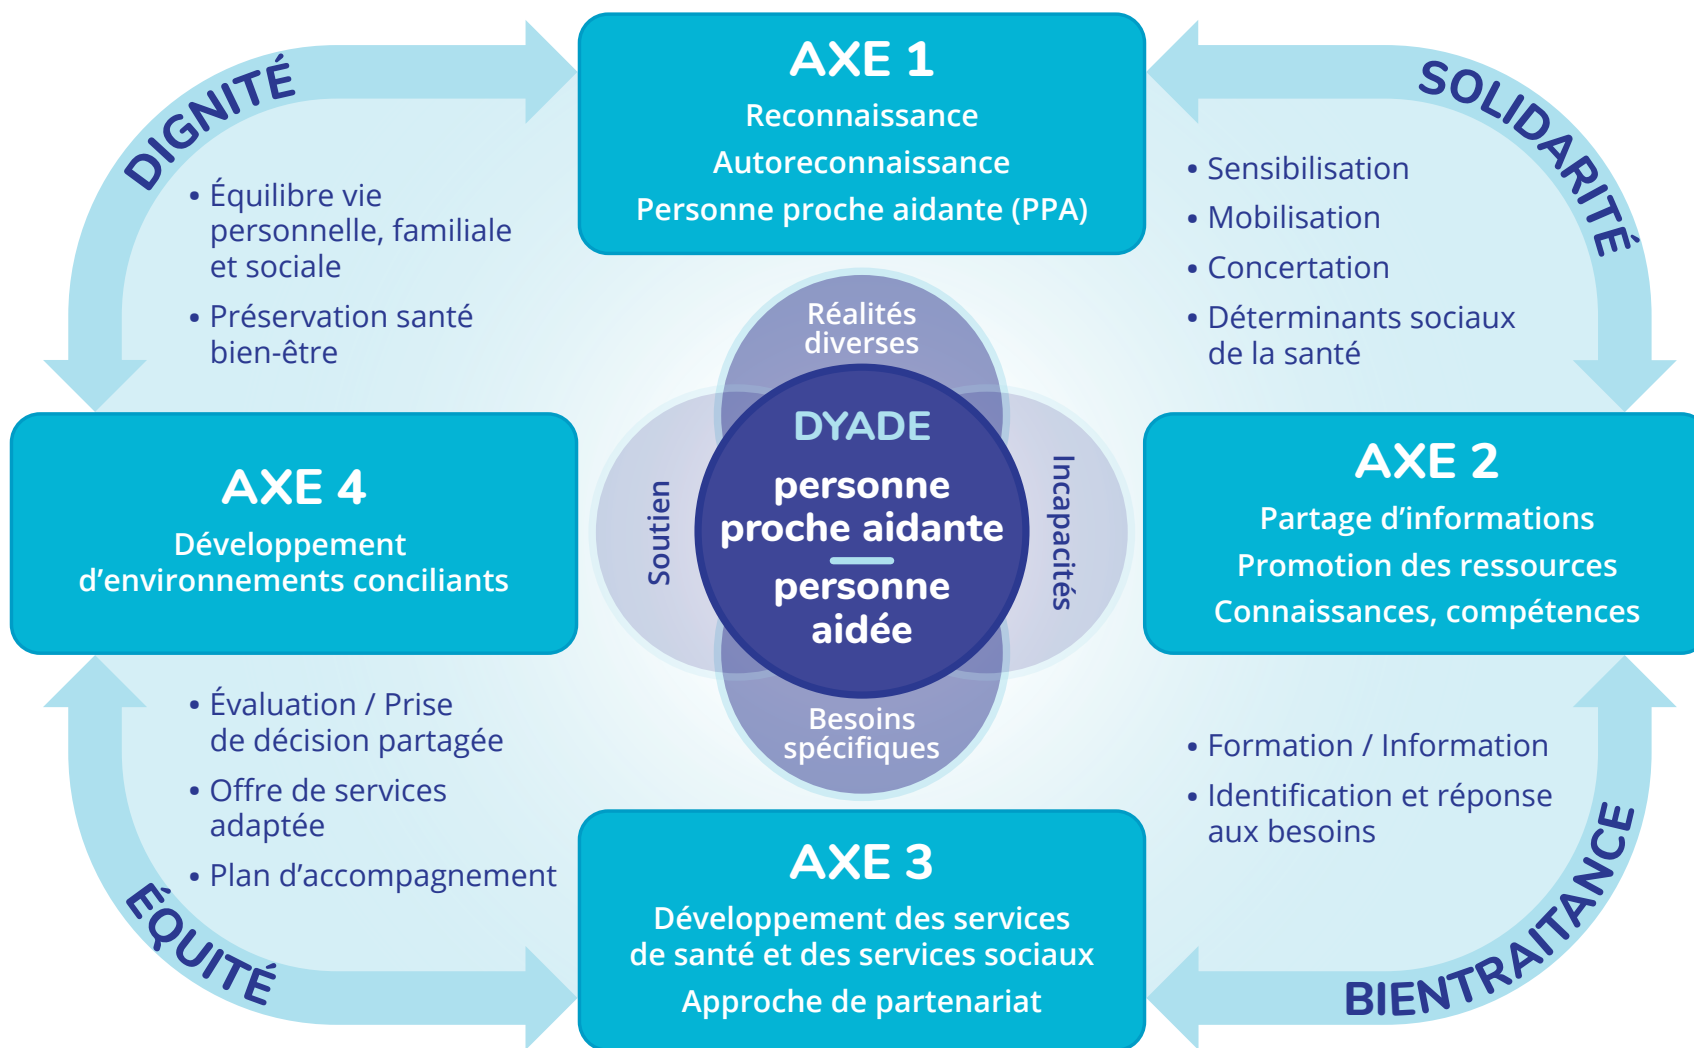 AXE 1
Reconnaissance
Autoreconnaissance
Personne proche aidante (PPA)
DIGNITÉ
• Équilibre vie
personnelle, familiale
et sociale
• Préservation santé
bien-être
SOLIDARITÉ
• Sensibilisation
• Mobilisation
• Concertation
• Déterminants sociaux
de la santé
AXE 4
Développement
d’environnements conciliants
Réalités
diverses
Soutien
DYADE
personne
proche aidante
personne
aidée
Incapacités
Besoins
spécifiques
AXE 2
Partage d’informations
Promotion des ressources
Connaissances, compétences
• Évaluation / Prise
de décision partagée
• Offre de services
adaptée
• Plan d’accompagnement
ÉQUITÉ
AXE 3
Développement des services
de santé et des services sociaux
Approche de partenariat
• Formation / Information
• Identification et réponse
aux besoins
BIENTRAITANCE